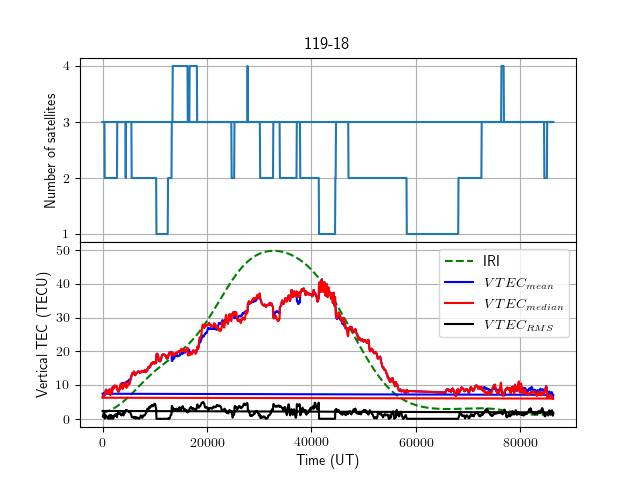 119-18
Number of satellites
4
3
2
1
Vertical TEC (TECU)
50
40
30
20
10
0
IRI
VTEC_mean
VTEC_median
VTEC_RMS
0 20000 40000 60000 80000
Time (UT)